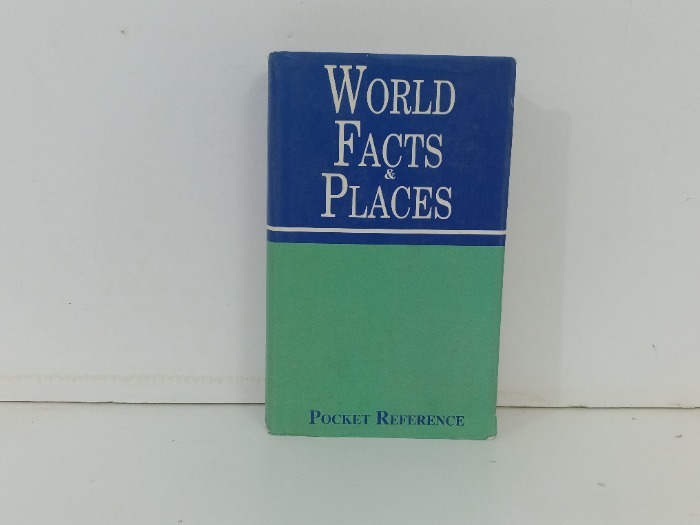 WORLD
FACTS
&
PLACES
POCKET REFERENCE